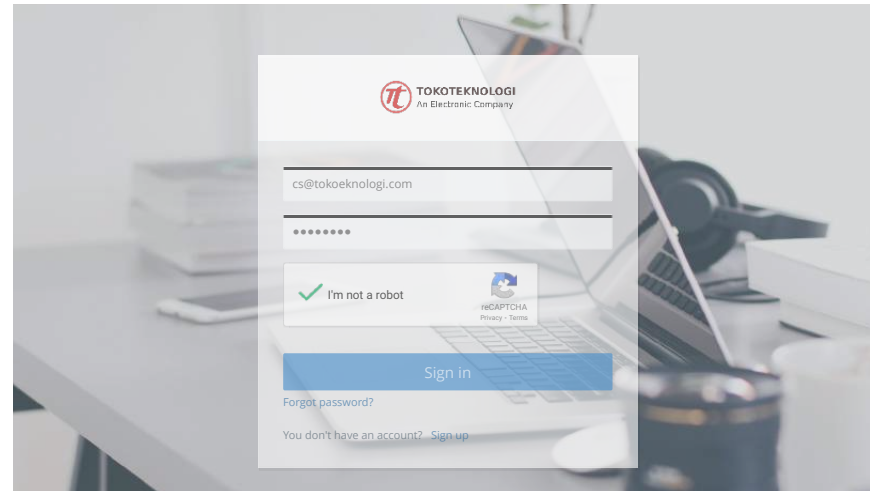 TOKOTEKNOLOGI
An Electronic Company
cs@tokoeknologi.com
••••••••
I'm not a robot
reCAPTCHA
Privacy - Terms
Sign in
Forgot password?
You don't have an account? Sign up